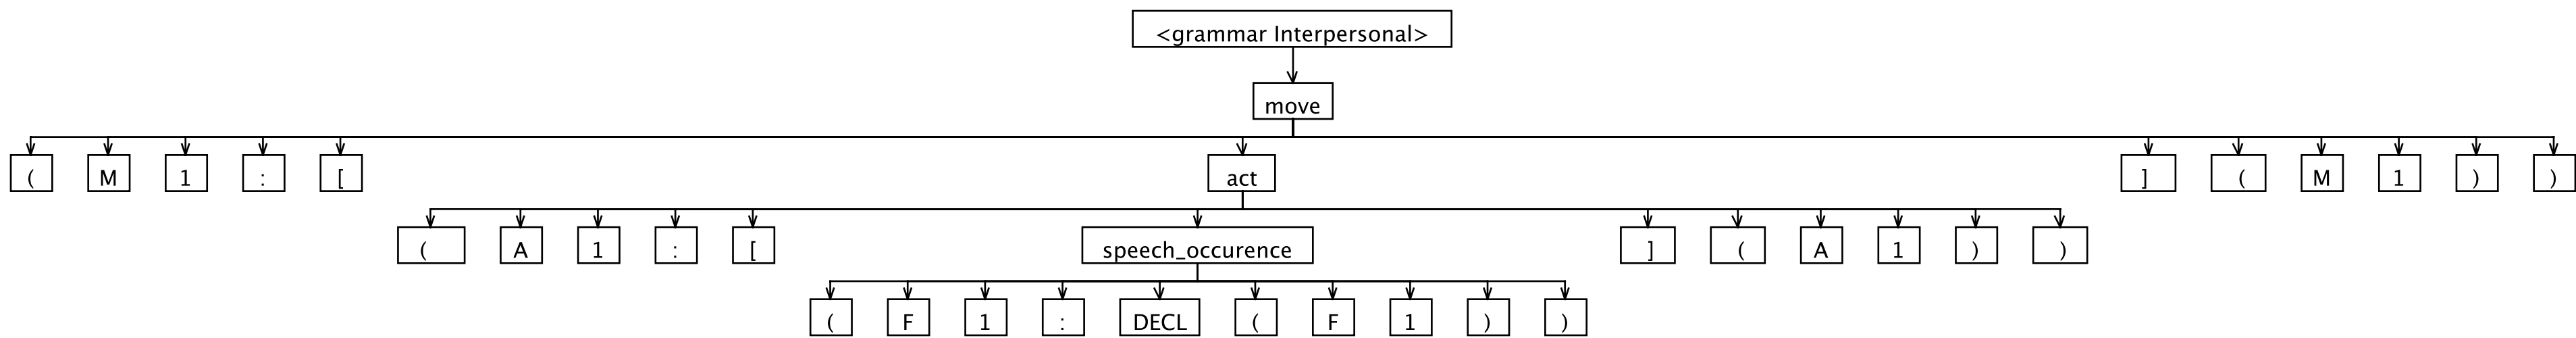 <grammar Interpersonal>
move
( M 1 : [ act ] ( M 1 ) )
( A 1 : [ speech_occurence ] ( A 1 ) )
( F 1 : DECL ( F 1 ) )